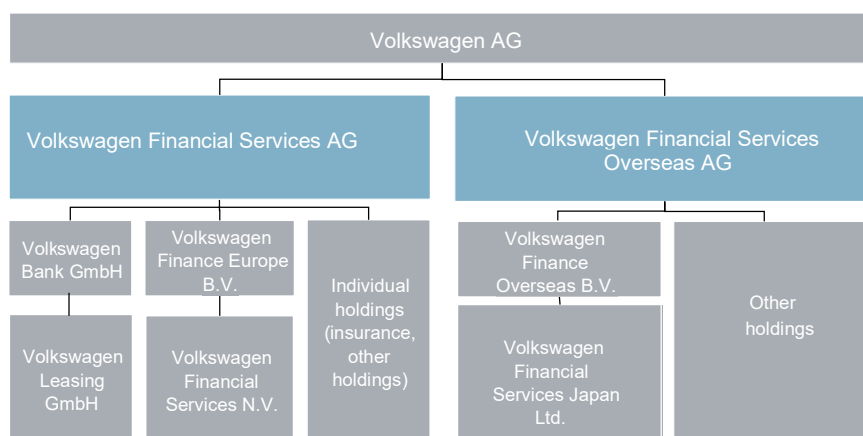 Volkswagen AG
Volkswagen Financial Services AG
Volkswagen Financial Services
Overseas AG
Volkswagen
Bank GmbH
Volkswagen
Finance Europe
B.V.
Individual
holdings
(insurance,
other
holdings)
Volkswagen
Finance
Overseas B.V.
Other
holdings
Volkswagen
Leasing
GmbH
Volkswagen
Financial
Services N.V.
Volkswagen
Financial
Services Japan
Ltd.